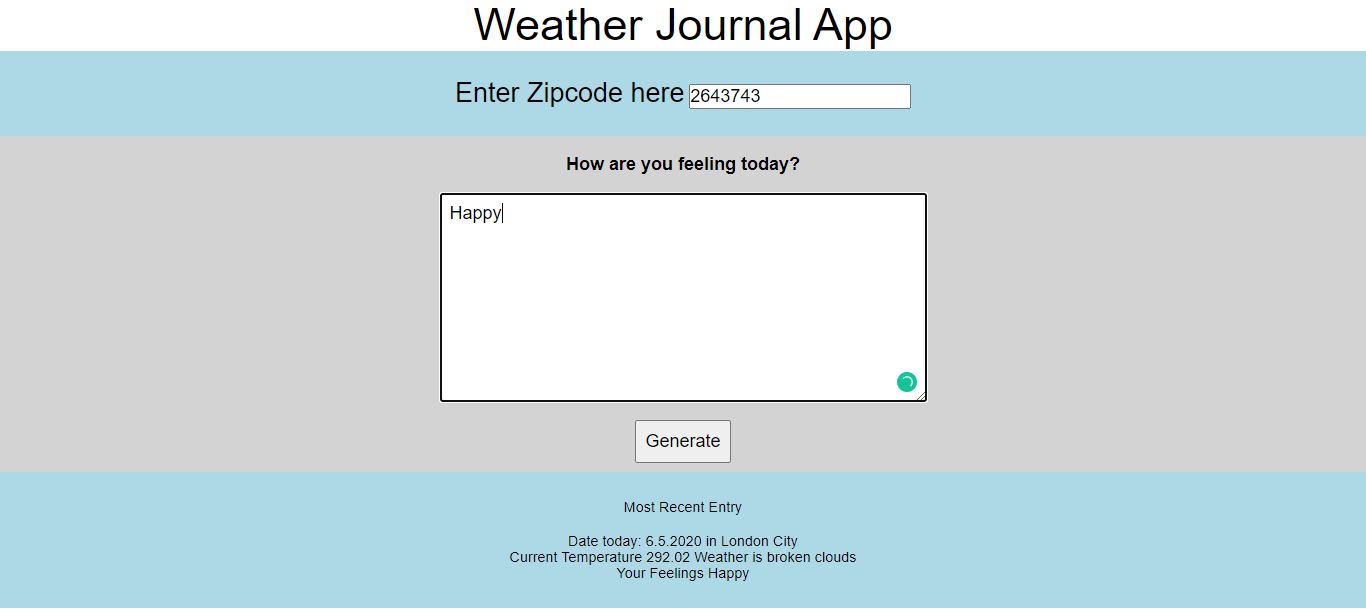 Weather Journal App
Enter Zipcode here 2643743
How are you feeling today?
Happy
Generate
Most Recent Entry
Date today: 6.5.2020 in London City
Current Temperature 292.02 Weather is broken clouds
Your Feelings Happy